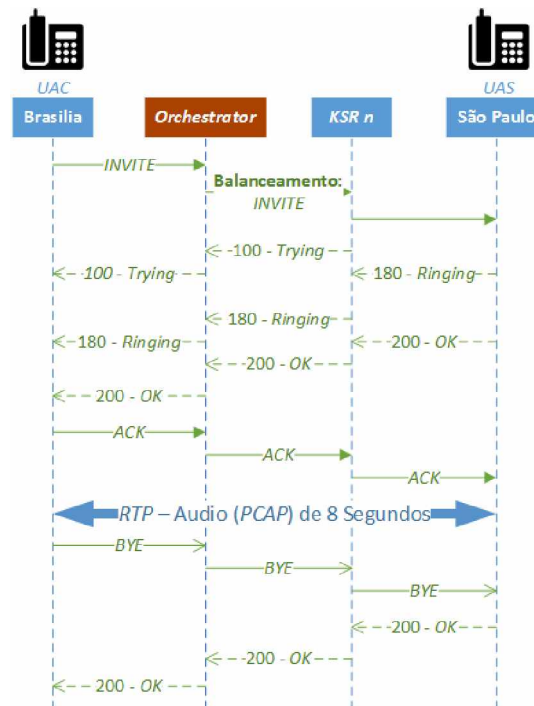 UAC
UAS
Brasilia
Orchestrator
KSR n
São Paulo
INVITE
Balanceamento:
INVITE
100 - Trying
100 - Trying
180 - Ringing
180 - Ringing
180 - Ringing
200 - OK
200 - OK
200 - OK
ACK
ACK
ACK
RTP – Audio (PCAP) de 8 Segundos
BYE
BYE
BYE
200 - OK
200 - OK
200 - OK